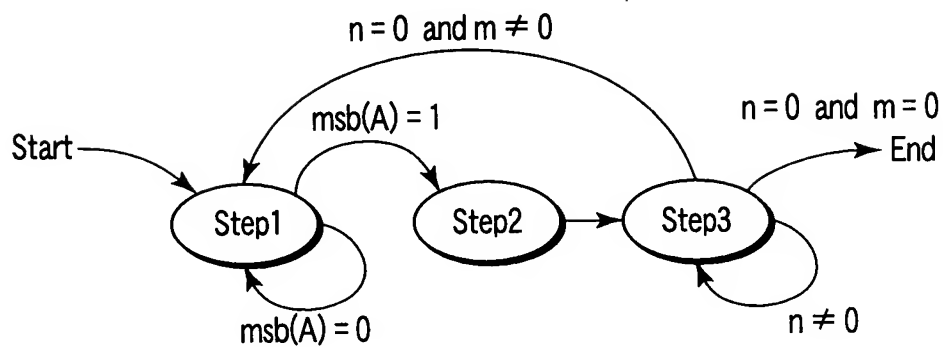 n = 0 and m ≠ 0
n = 0 and m = 0
msb(A) = 1
Start
End
Step1
Step2
Step3
msb(A) = 0
n ≠ 0